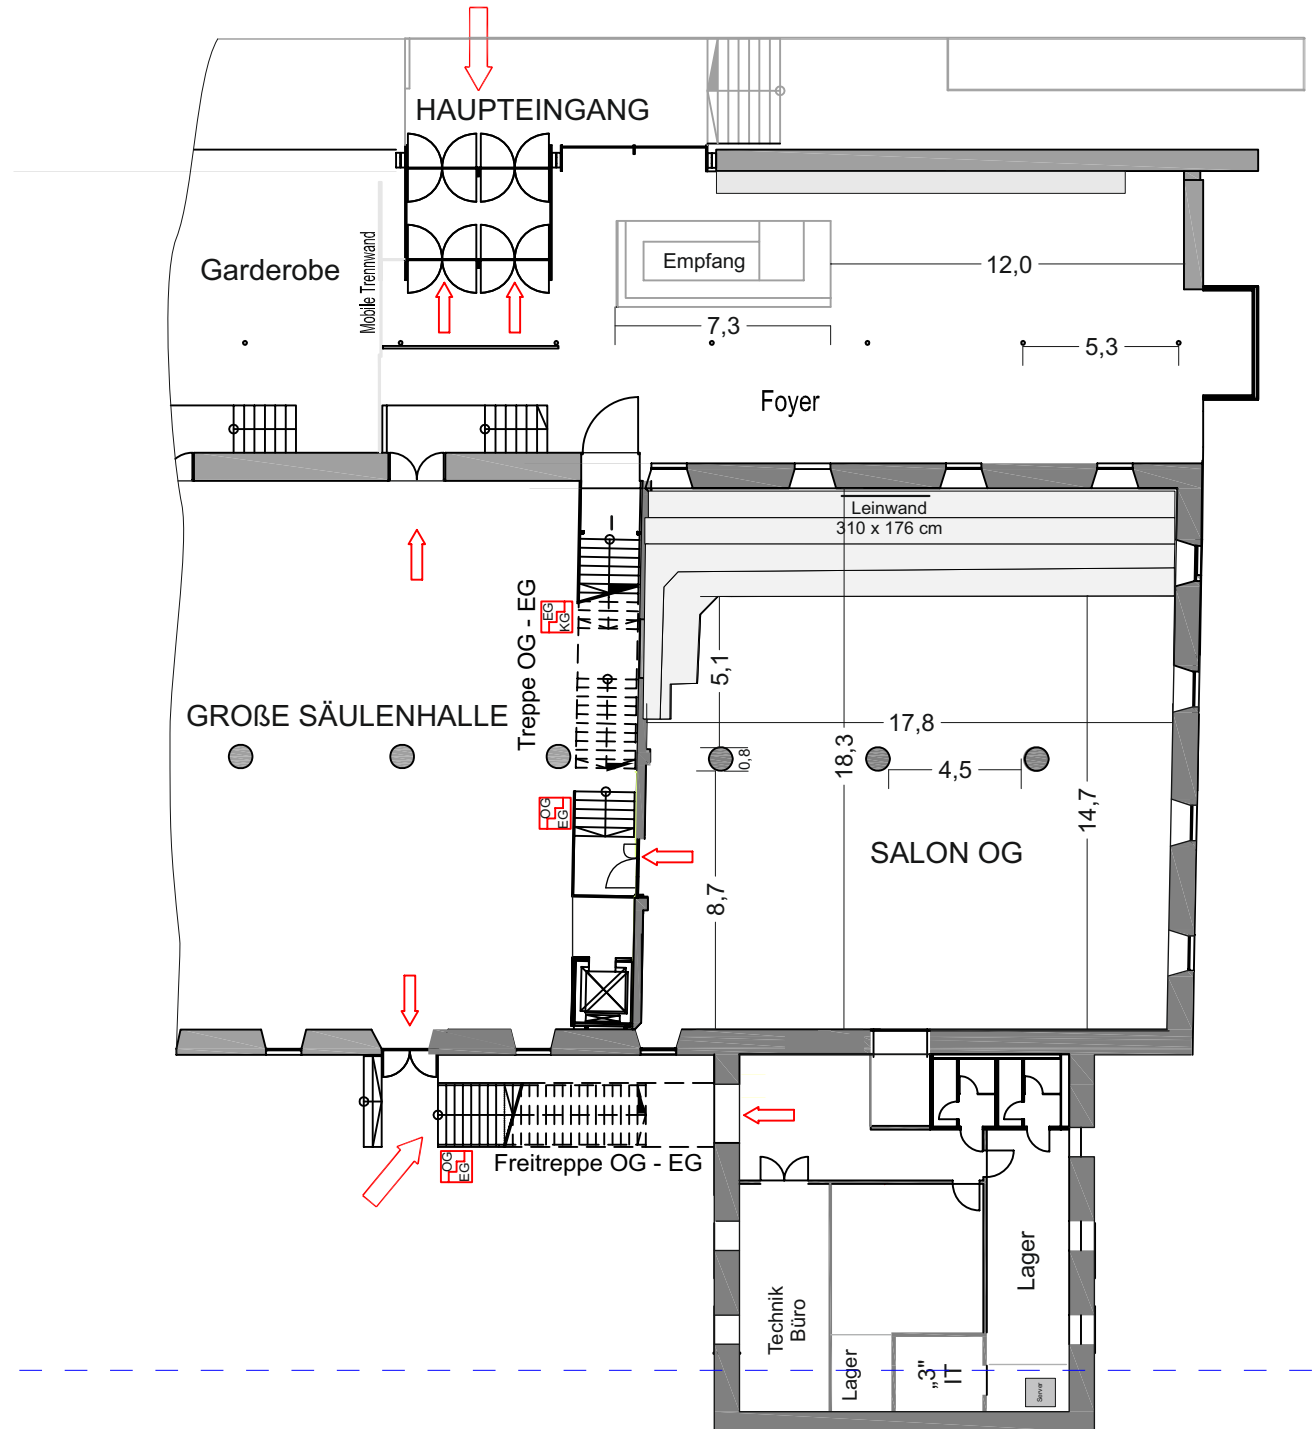 HAUPTEINGANG
Garderobe
Mobile Trennwand
Empfang
12,0
7,3
5,3
Foyer
Leinwand
310 x 176 cm
EG
KG
Treppe OG - EG
GROßE SÄULENHALLE
5,1
17,8
0,8
18,3
4,5
14,7
OG
EG
SALON OG
8,7
OG
EG
Freitreppe OG - EG
Technik
Büro
Lager
„3"
IT
Lager
Server